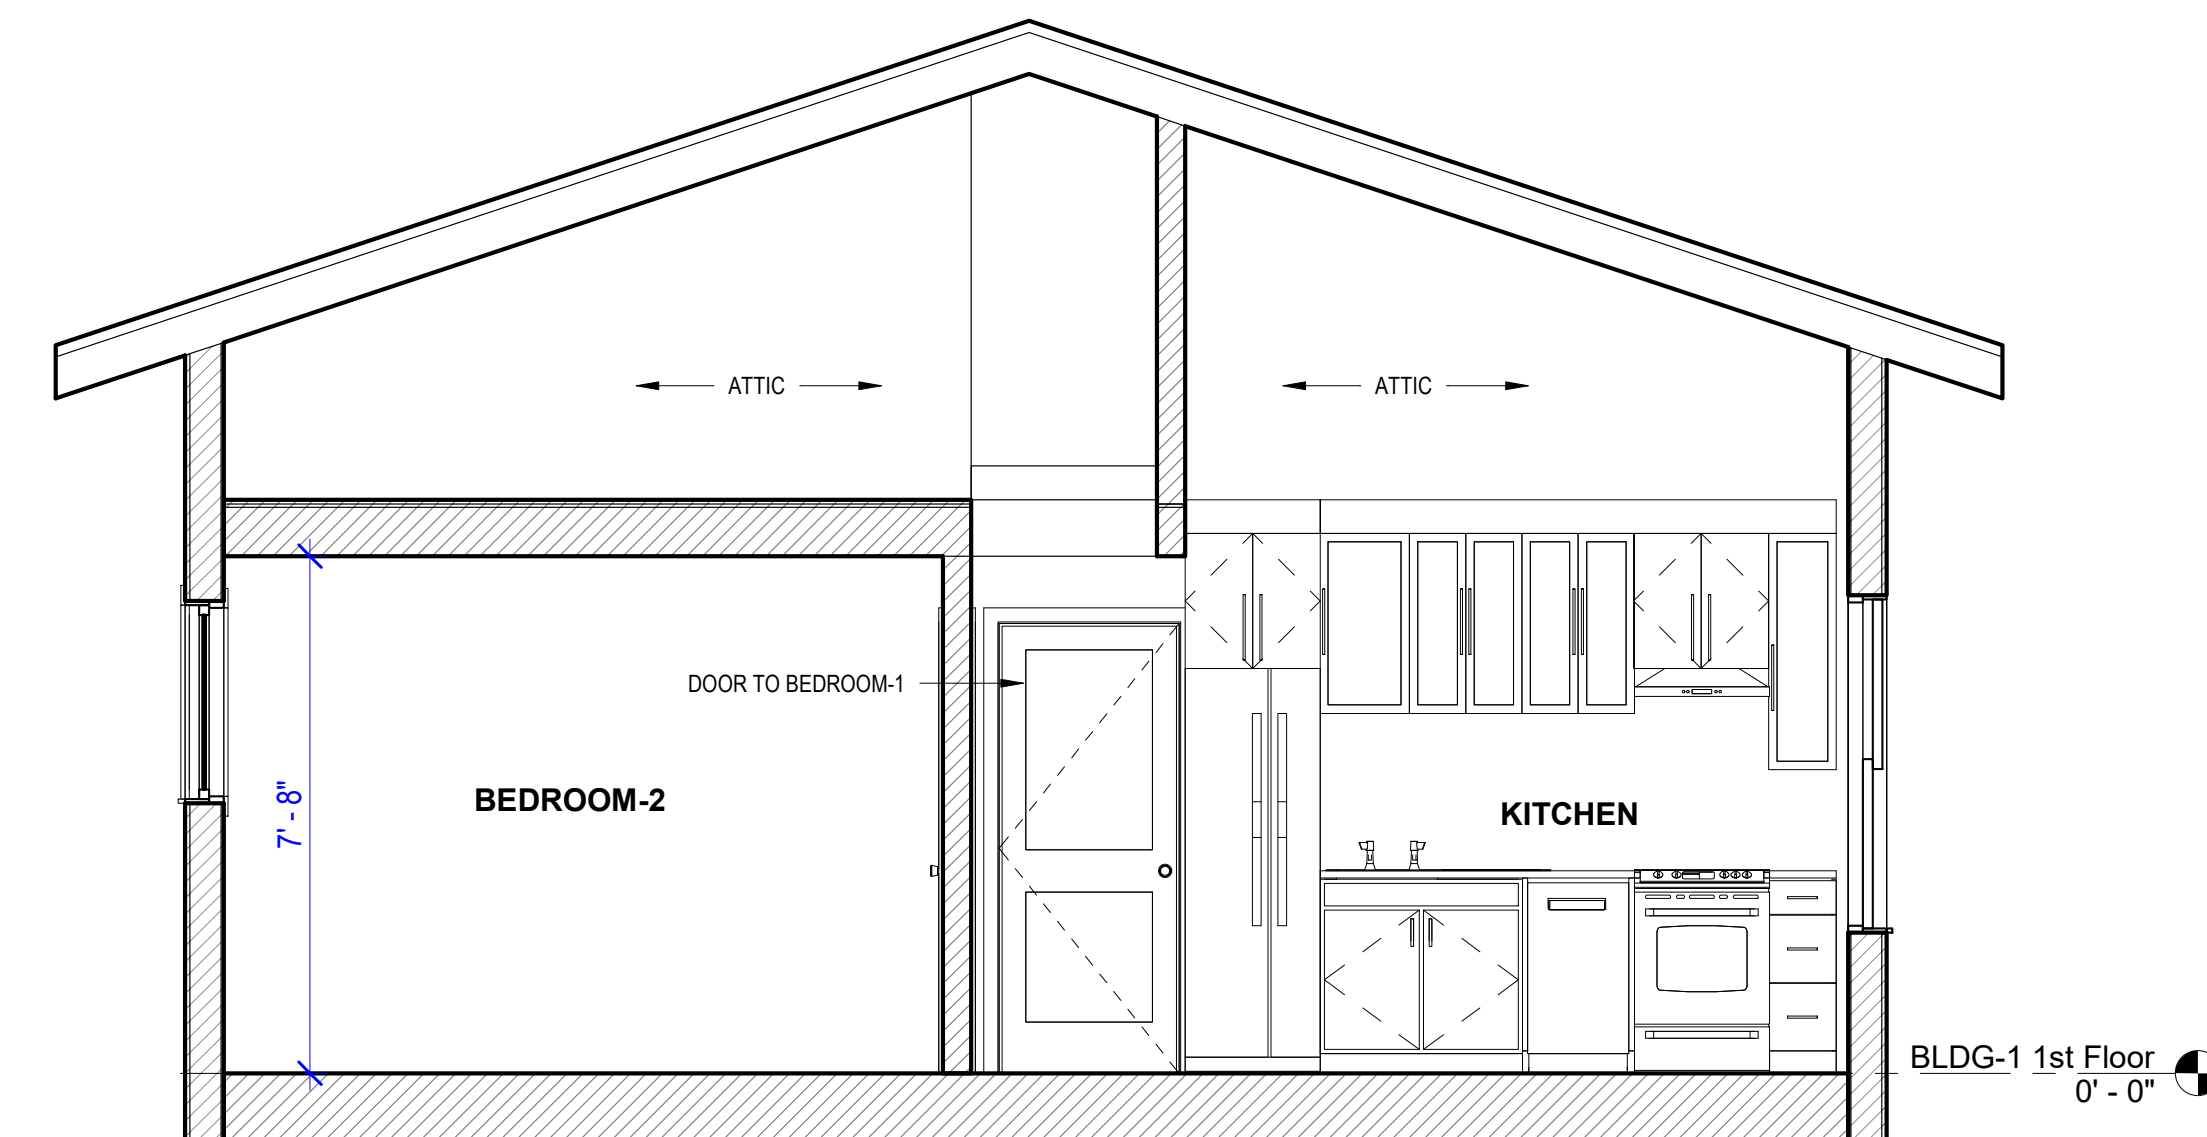 ATTIC
ATTIC
DOOR TO BEDROOM-1
7' - 8"
BEDROOM-2
KITCHEN
BLDG-1 1st Floor
0' - 0"